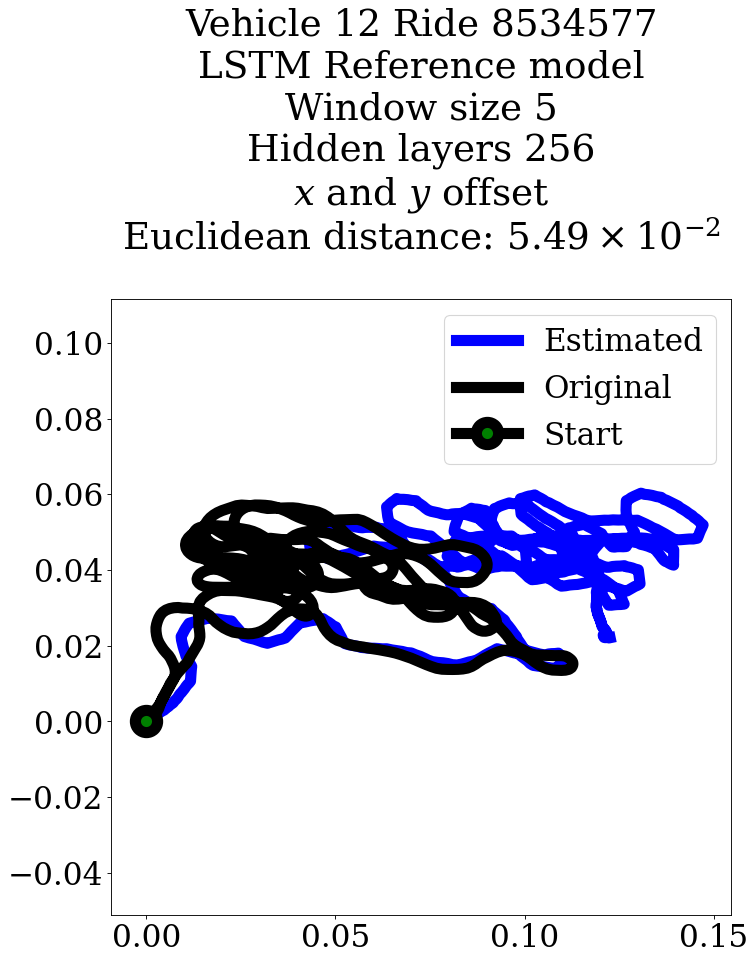 Vehicle 12 Ride 8534577
LSTM Reference model
Window size 5
Hidden layers 256
x and y offset
Euclidean distance: 5.49 × 10⁻²
Estimated
Original
Start
0.10
0.08
0.06
0.04
0.02
0.00
−0.02
−0.04
0.00 0.05 0.10 0.15